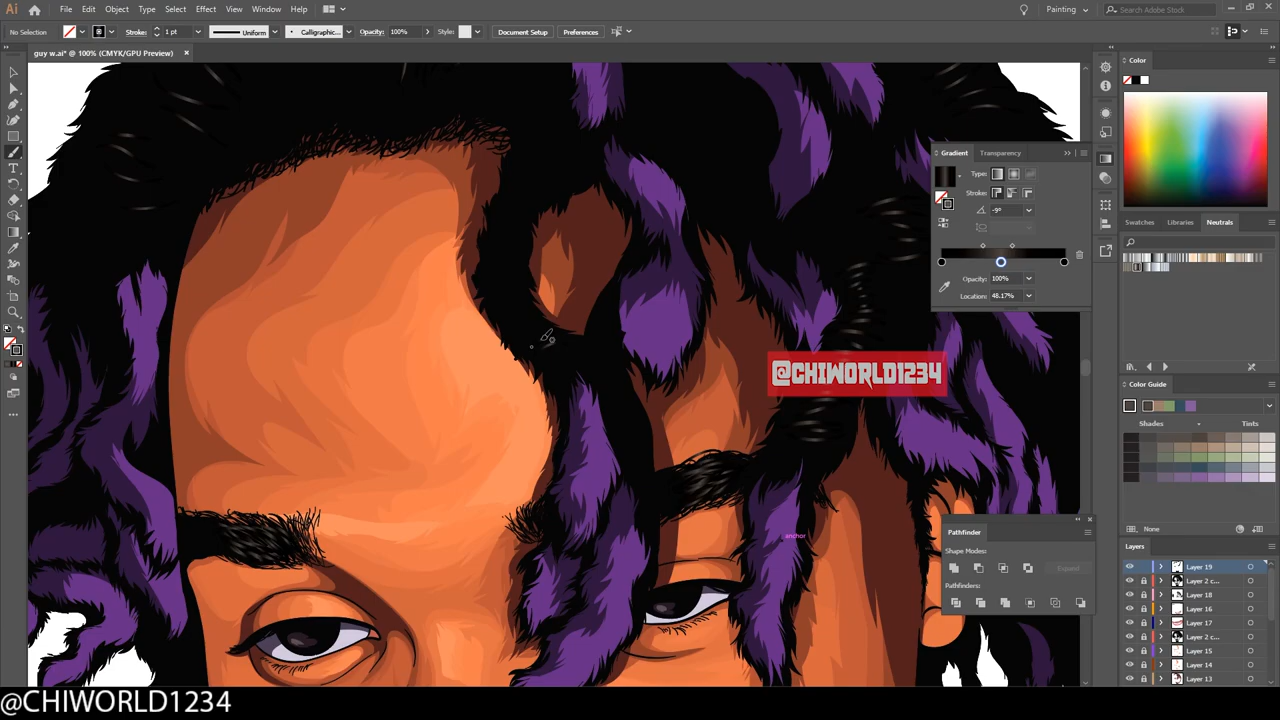 Ai File Edit Object Type Select Effect View Window Help Painting Search Adobe Stock
No Selection Stroke: 1 pt Uniform Calligraphic... Opacity: 100% Style: Document Setup Preferences
guy w.ai* @ 100% (CMYK/GPU Preview)
Color
Gradient Transparency
Type:
Stroke:
-9°
Opacity: 100%
Location: 48.17%
Swatches Libraries Neutrals
@CHIWORLD1234
Color Guide
Shades Tints
None
anchor
Pathfinder
Shape Modes:
Expand
Pathfinders:
Layers
Layer 19
Layer 2 c...
Layer 18
Layer 16
Layer 17
Layer 2 c...
Layer 15
Layer 14
Layer 13
@CHIWORLD1234